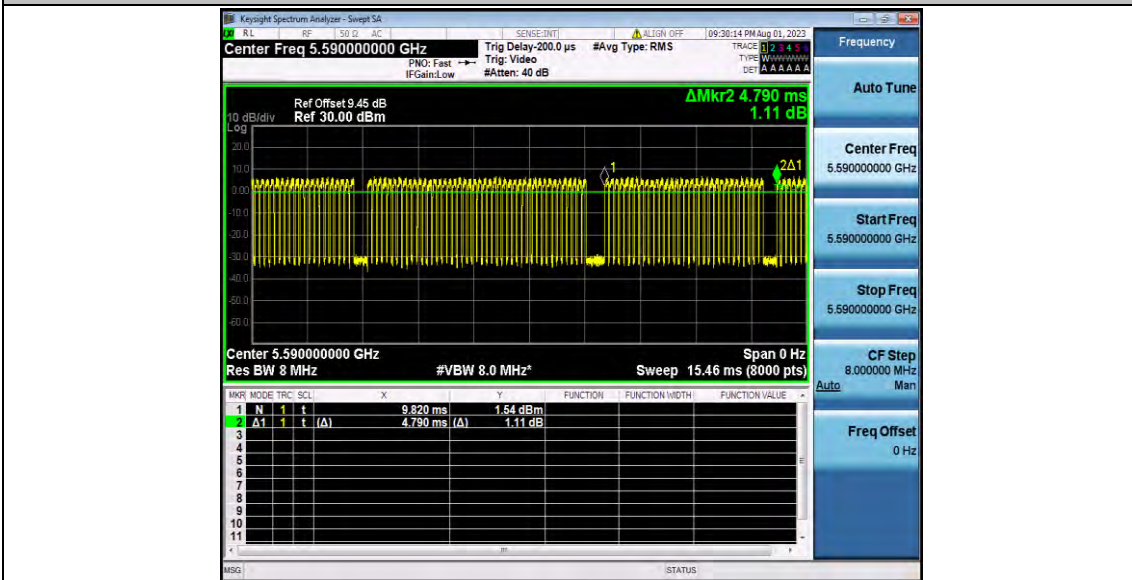 Keysight Spectrum Analyzer - Swept SA
RL RF 50 Ω AC SENSE:INT ALIGN OFF 09:30:14 PM Aug 01, 2023
Center Freq 5.590000000 GHz Trig Delay-200.0 µs #Avg Type: RMS TRACE 1 2 3 4 5 6
PNO: Fast Trig: Video TYPE W
IFGain:Low #Atten: 40 dB DET A A A A A A
Frequency
Auto Tune
Center Freq
5.590000000 GHz
Start Freq
5.590000000 GHz
Stop Freq
5.590000000 GHz
CF Step
8.000000 MHz
Auto Man
Freq Offset
0 Hz
ΔMkr2 4.790 ms
1.11 dB
Ref Offset 9.45 dB
10 dB/div Ref 30.00 dBm
Log
20.0
10.0
0.00
-10.0
-20.0
-30.0
-40.0
-50.0
-60.0
1
2Δ1
Center 5.590000000 GHz Span 0 Hz
Res BW 8 MHz #VBW 8.0 MHz* Sweep 15.46 ms (8000 pts)
MKR MODE TRC SCL X Y FUNCTION FUNCTION WIDTH FUNCTION VALUE
1 N 1 t 9.820 ms 1.54 dBm
2 Δ1 1 t (Δ) 4.790 ms (Δ) 1.11 dB
3
4
5
6
7
8
9
10
11
MSG STATUS